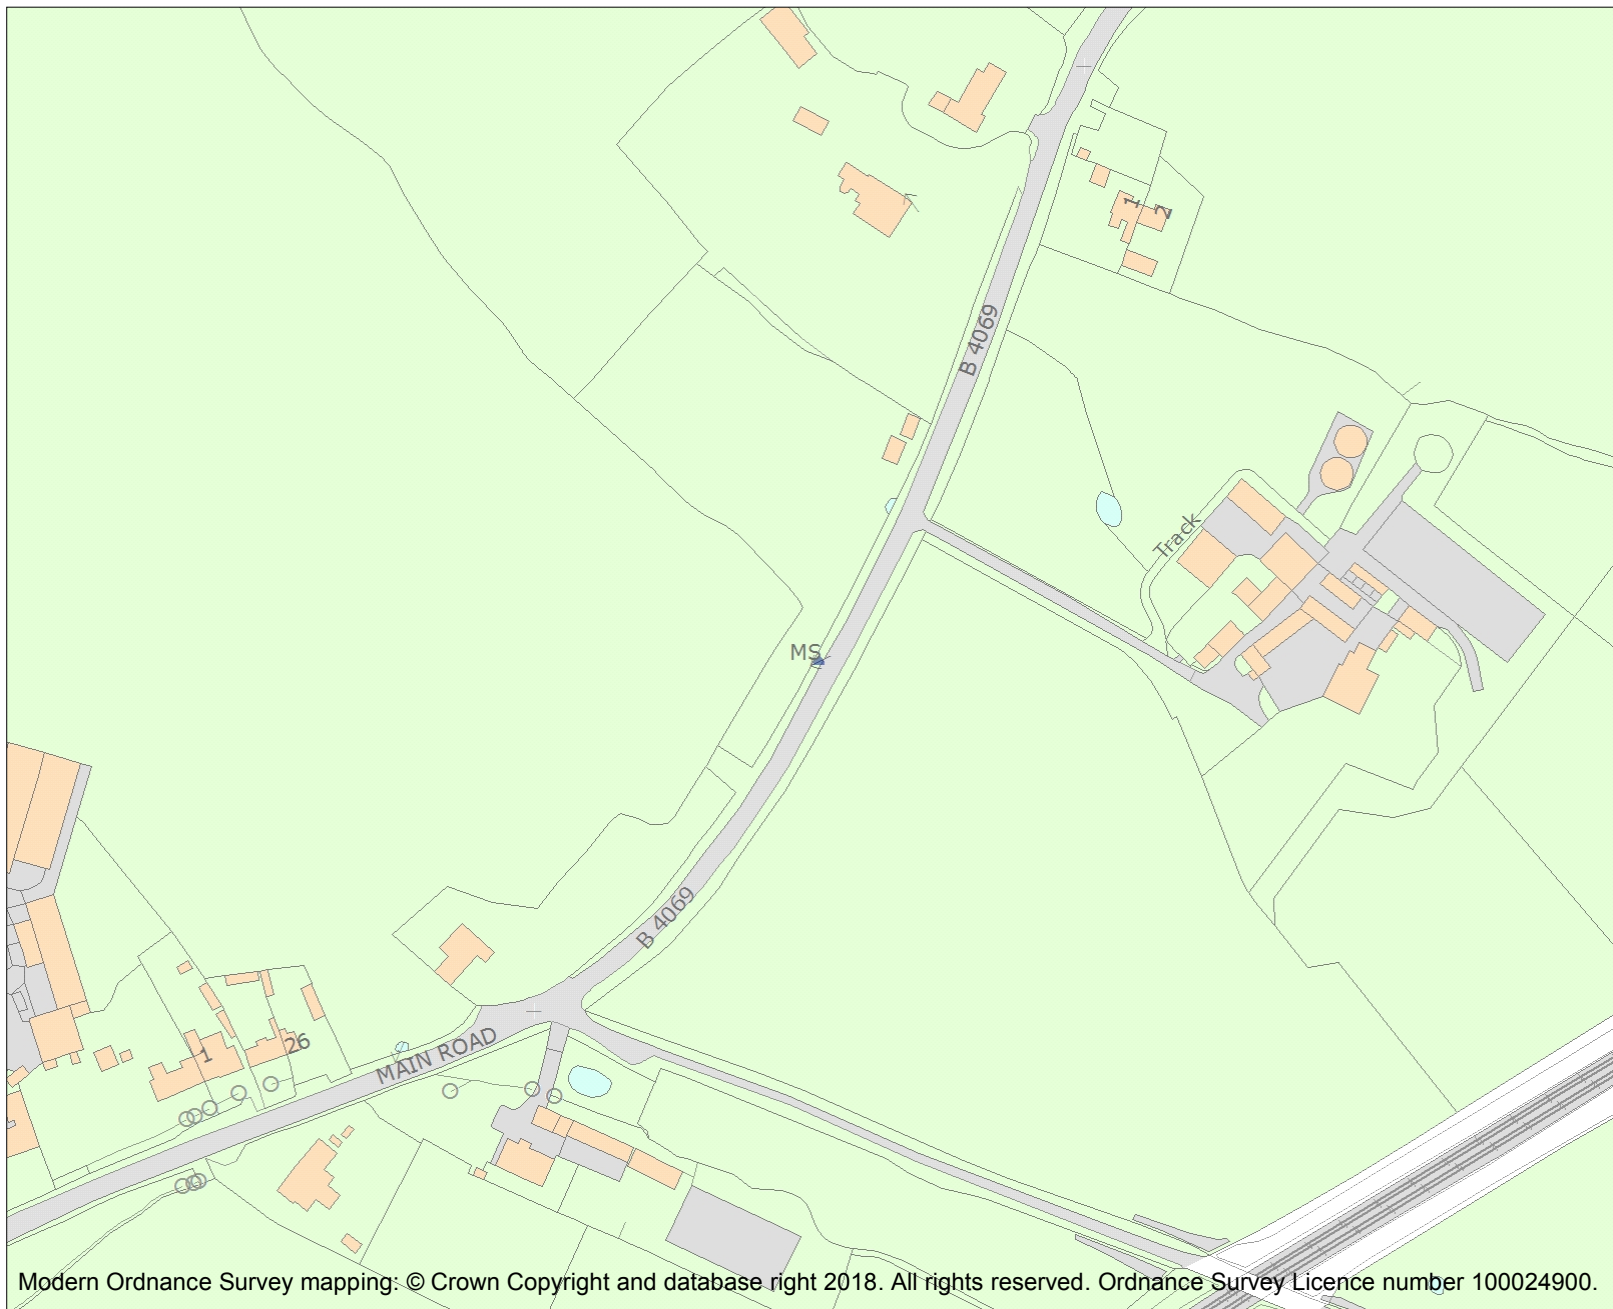 1
2
B 4069
Track
MS
B 4069
1
26
MAIN ROAD
Modern Ordnance Survey mapping: © Crown Copyright and database right 2018. All rights reserved. Ordnance Survey Licence number 100024900.